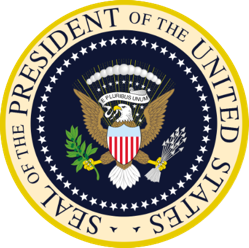 SEAL OF THE PRESIDENT OF THE UNITED STATES
E PLURIBUS UNUM